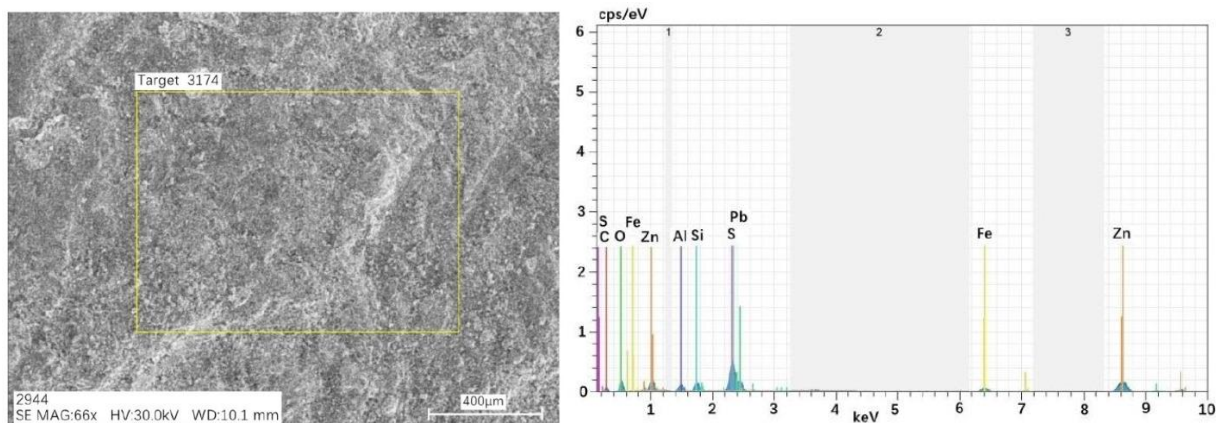 Target 3174
2944
SE MAG:66x HV:30.0kV WD:10.1 mm
400μm
cps/eV
6
5
4
3
2
1
0
1 2 3
S Fe Pb
C O Zn Al Si S Fe Zn
1 2 3 4 5 6 7 8 9 10
keV